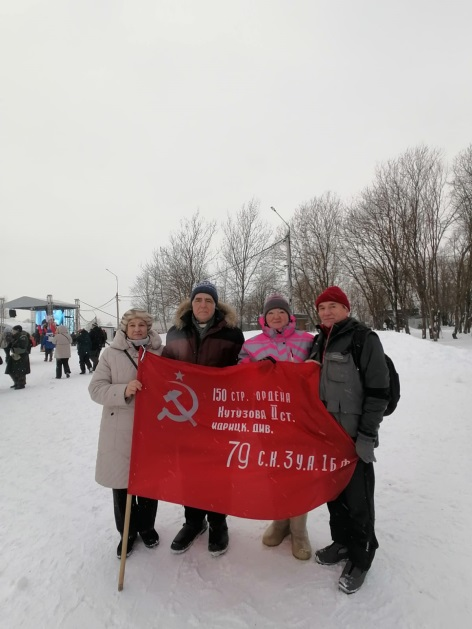 150 СТР. ОРДЕНА
КУТУЗОВА II СТ.
ИДРИЦК. ДИВ.
79 С.К. 3 У.А. 1 Б